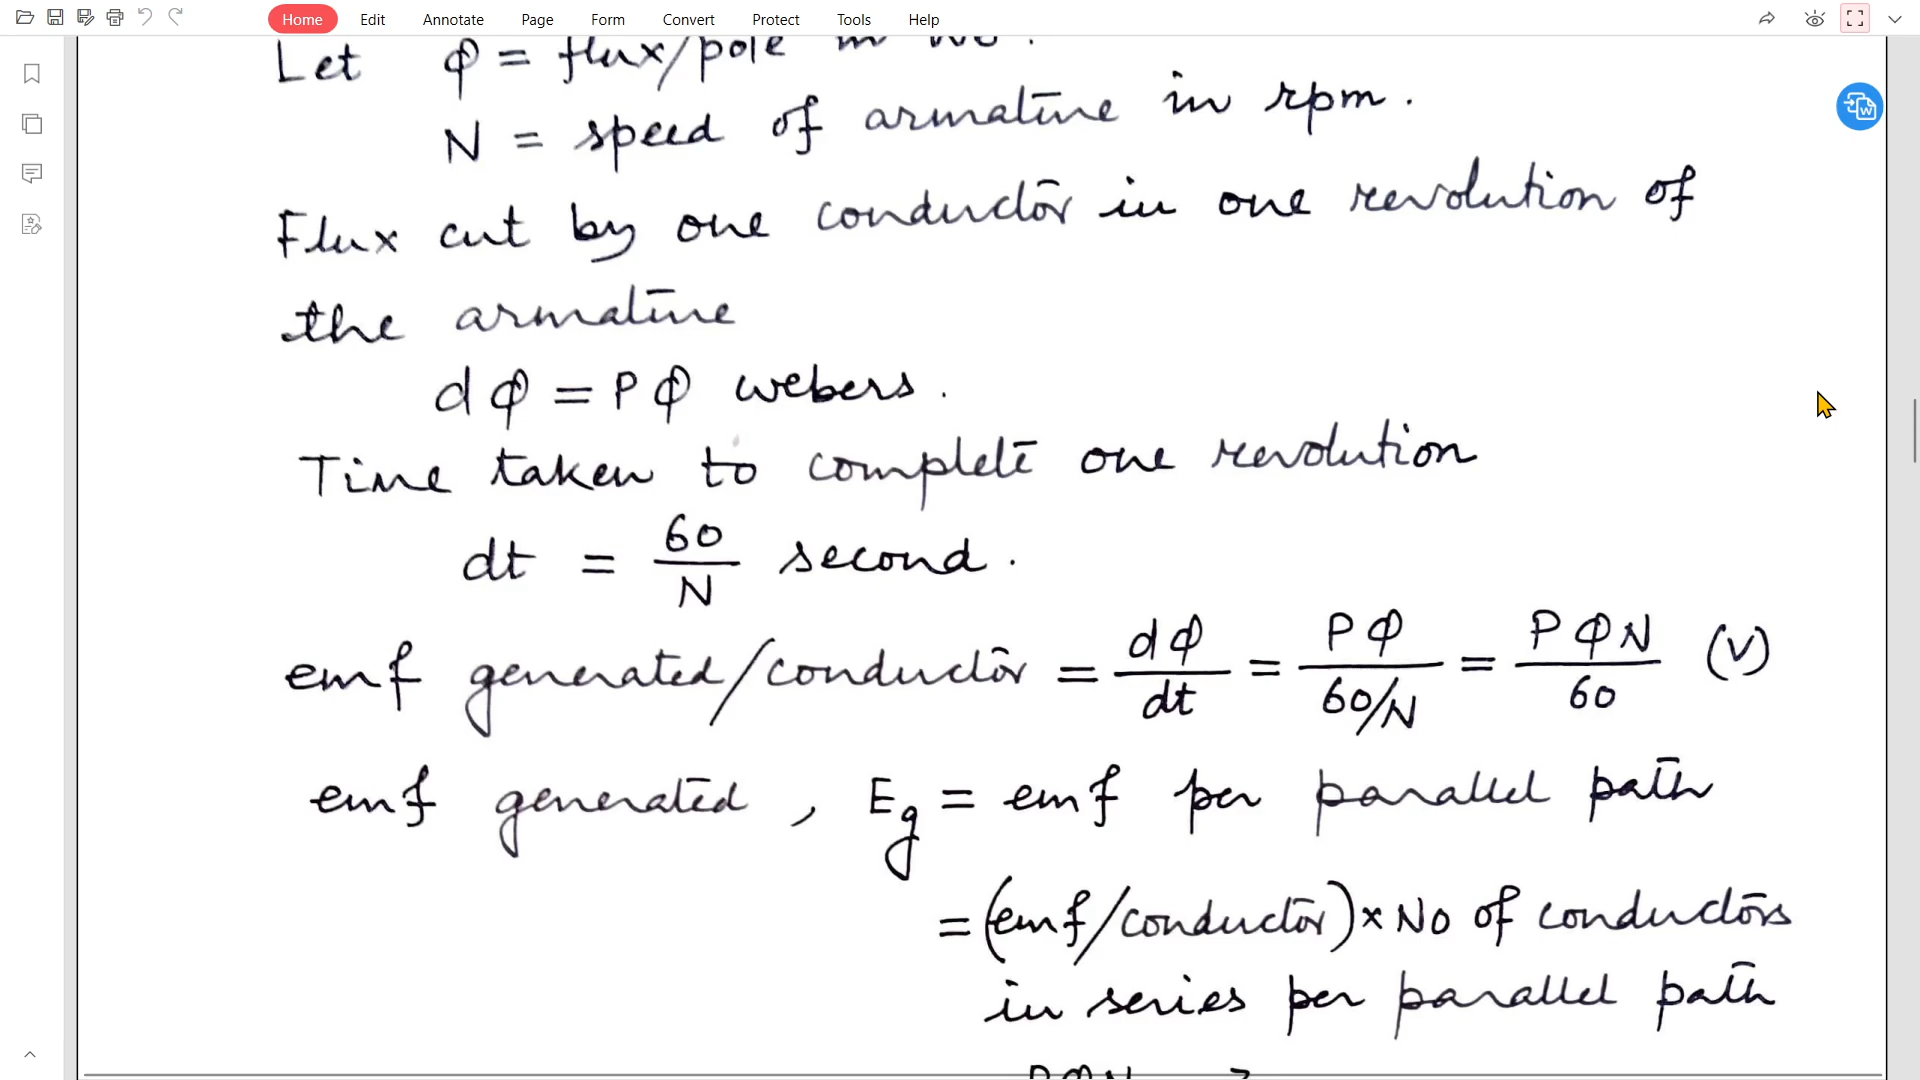 Home Edit Annotate Page Form Convert Protect Tools Help
Let Φ = flux/pole in Wb.
N = speed of armature in rpm.
Flux cut by one conductor in one revolution of
the armature
dΦ = PΦ webers.
Time taken to complete one revolution
dt = 60/N second.
emf generated/conductor = dΦ/dt = PΦ/60/N = PΦN/60 (V)
emf generated, Eg = emf per parallel path
= (emf/conductor) × No of conductors
in series per parallel path